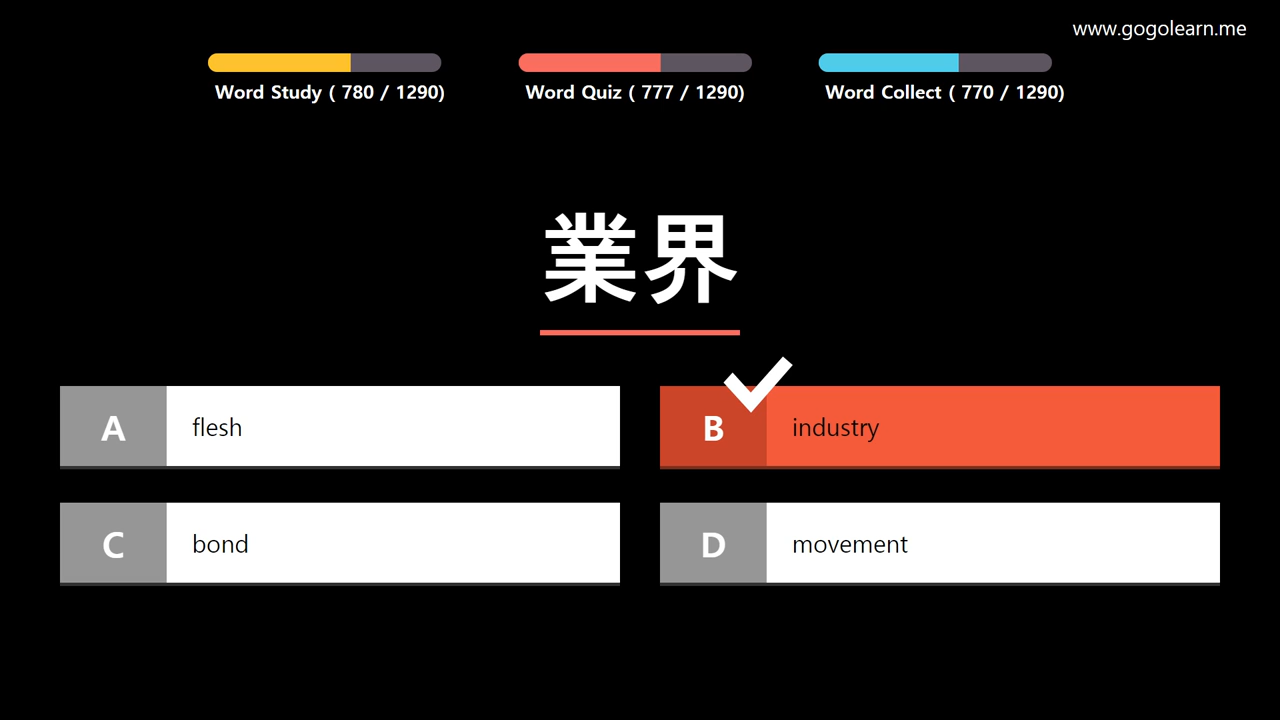 www.gogolearn.me
Word Study ( 780 / 1290)
Word Quiz ( 777 / 1290)
Word Collect ( 770 / 1290)
業界
A flesh
B industry
C bond
D movement